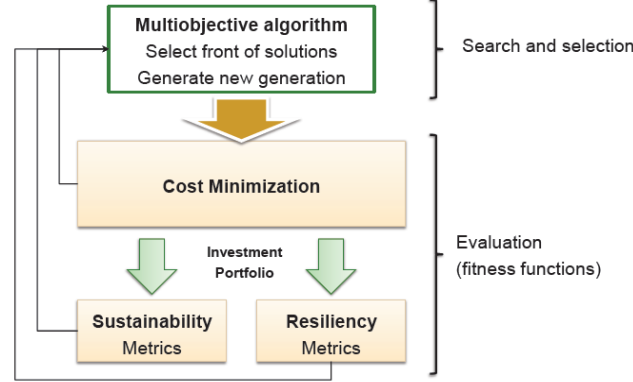 Multiobjective algorithm
Select front of solutions
Generate new generation
Search and selection
Cost Minimization
Investment
Portfolio
Evaluation
(fitness functions)
Sustainability
Metrics
Resiliency
Metrics